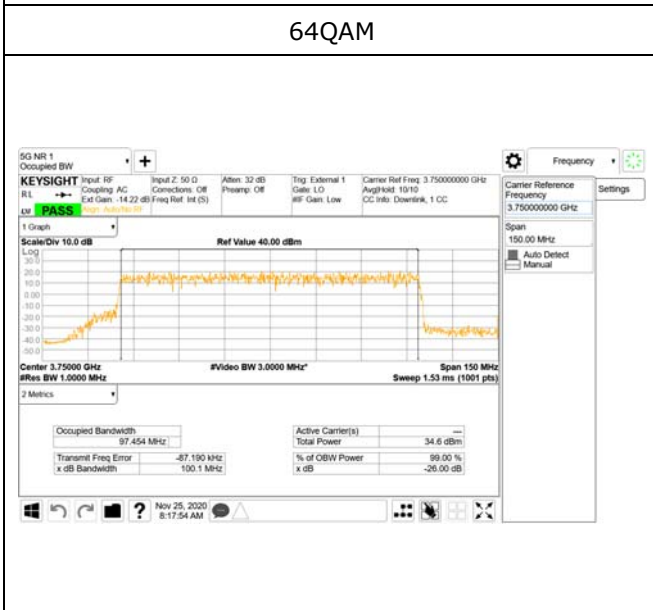 64QAM
5G NR 1
Occupied BW
+
Frequency
KEYSIGHT
Input: RF
Input Z: 50 Ω
Atten: 32 dB
Trig: External 1
Carrier Ref Freq: 3.750000000 GHz
RL
Coupling: AC
Corrections: Off
Preamp: Off
Gate: LO
Avg|Hold: 10/10
Ext Gain: -14.22 dB
Freq Ref: Int (S)
#IF Gain: Low
CC Info: Downlink, 1 CC
PASS
Align: Auto/No RF
Carrier Reference
Frequency
3.750000000 GHz
Settings
Span
150.00 MHz
Auto Detect
Manual
1 Graph
Scale/Div 10.0 dB
Ref Value 40.00 dBm
Log
30.0
20.0
10.0
0.00
-10.0
-20.0
-30.0
-40.0
-50.0
Center 3.75000 GHz
#Video BW 3.0000 MHz*
Span 150 MHz
#Res BW 1.0000 MHz
Sweep 1.53 ms (1001 pts)
2 Metrics
Occupied Bandwidth
97.454 MHz
Active Carrier(s)
---
Total Power
34.6 dBm
Transmit Freq Error
-87.190 kHz
% of OBW Power
99.00 %
x dB Bandwidth
100.1 MHz
x dB
-26.00 dB
?
Nov 25, 2020
8:17:54 AM